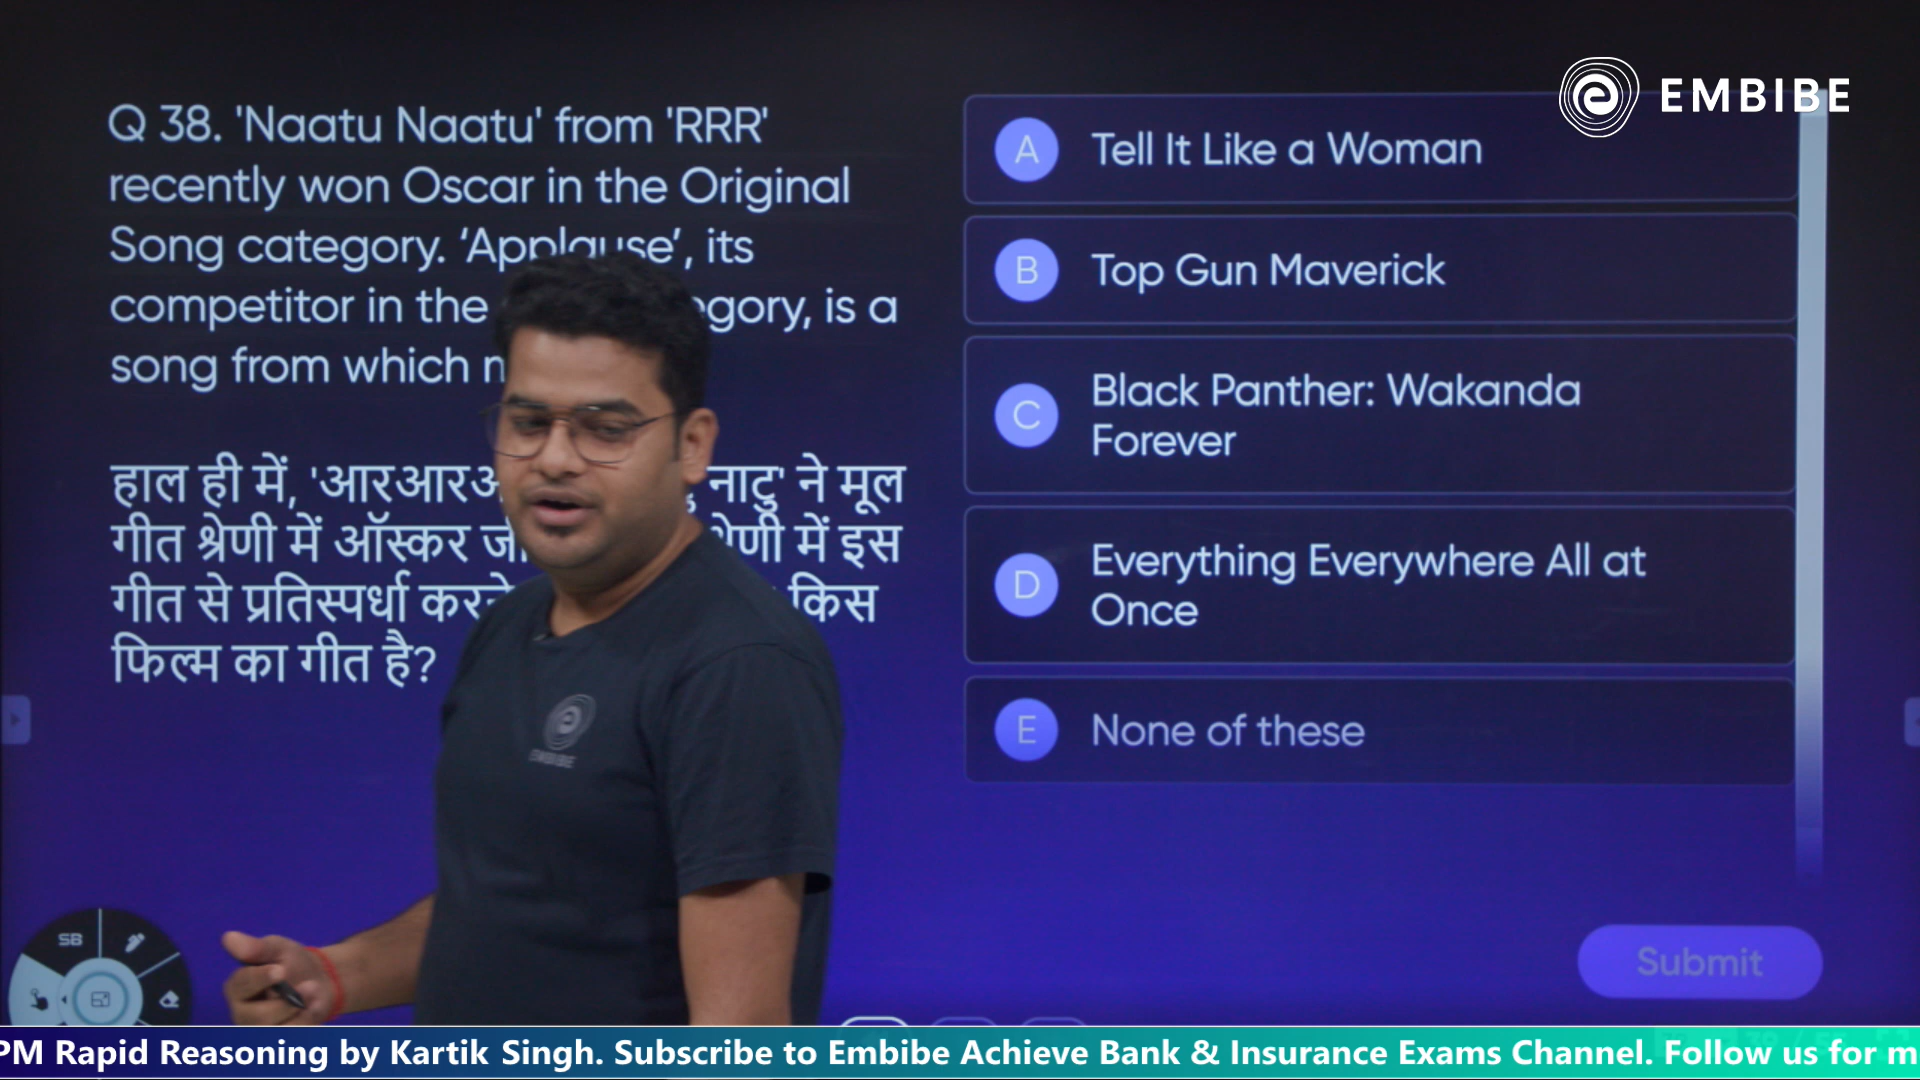 EMBIBE
Q 38. 'Naatu Naatu' from 'RRR'
recently won Oscar in the Original
Song category. ‘Applause’, its
competitor in the is a
song from which
हाल ही में, ने मूल
गीत श्रेणी में ऑस्कर में इस
गीत से प्रतिस्पर्धा किस
फिल्म का गीत है?
A Tell It Like a Woman
B Top Gun Maverick
C Black Panther: Wakanda
Forever
D Everything Everywhere All at
Once
E None of these
EMBIBE
SB
Submit
PM Rapid Reasoning by Kartik Singh. Subscribe to Embibe Achieve Bank & Insurance Exams Channel. Follow us for m